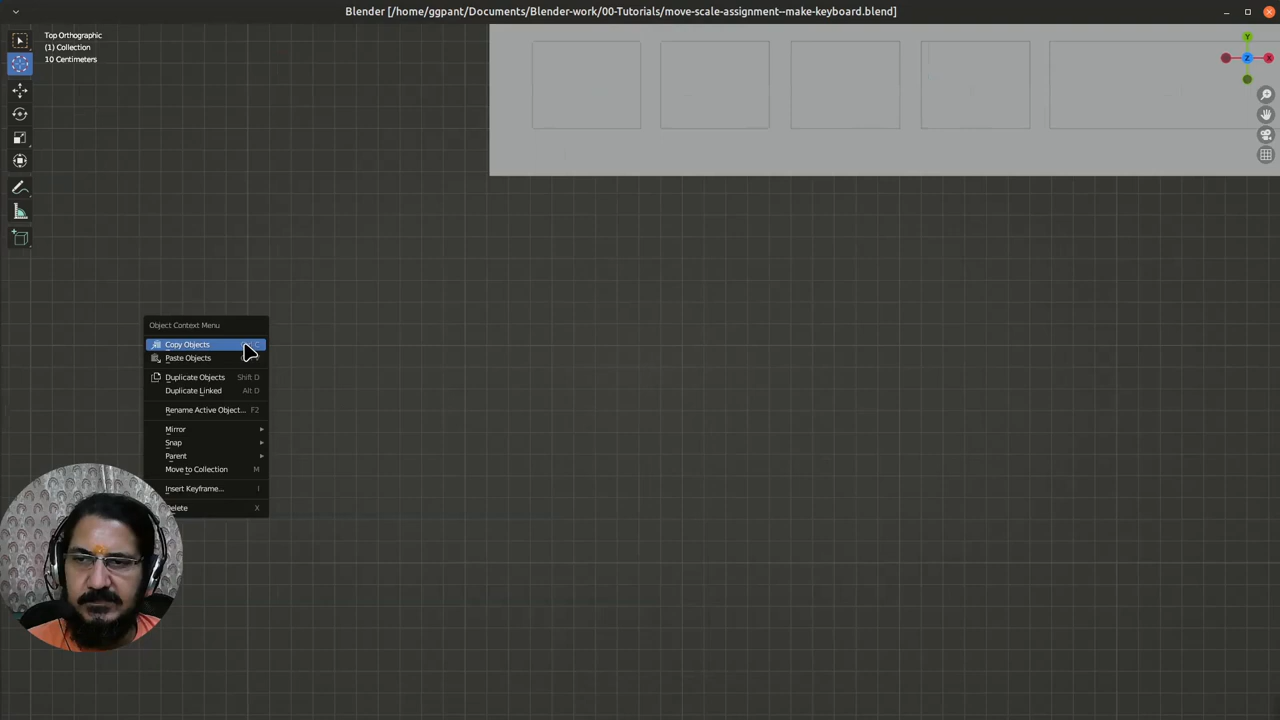 Blender [/home/ggpant/Documents/Blender-work/00-Tutorials/move-scale-assignment--make-keyboard.blend]
Top Orthographic
(1) Collection
10 Centimeters
Y
Z
X
Object Context Menu
Copy Objects C
Paste Objects
Duplicate Objects Shift D
Duplicate Linked Alt D
Rename Active Object... F2
Mirror
Snap
Parent
Move to Collection M
Insert Keyframe... I
Delete X